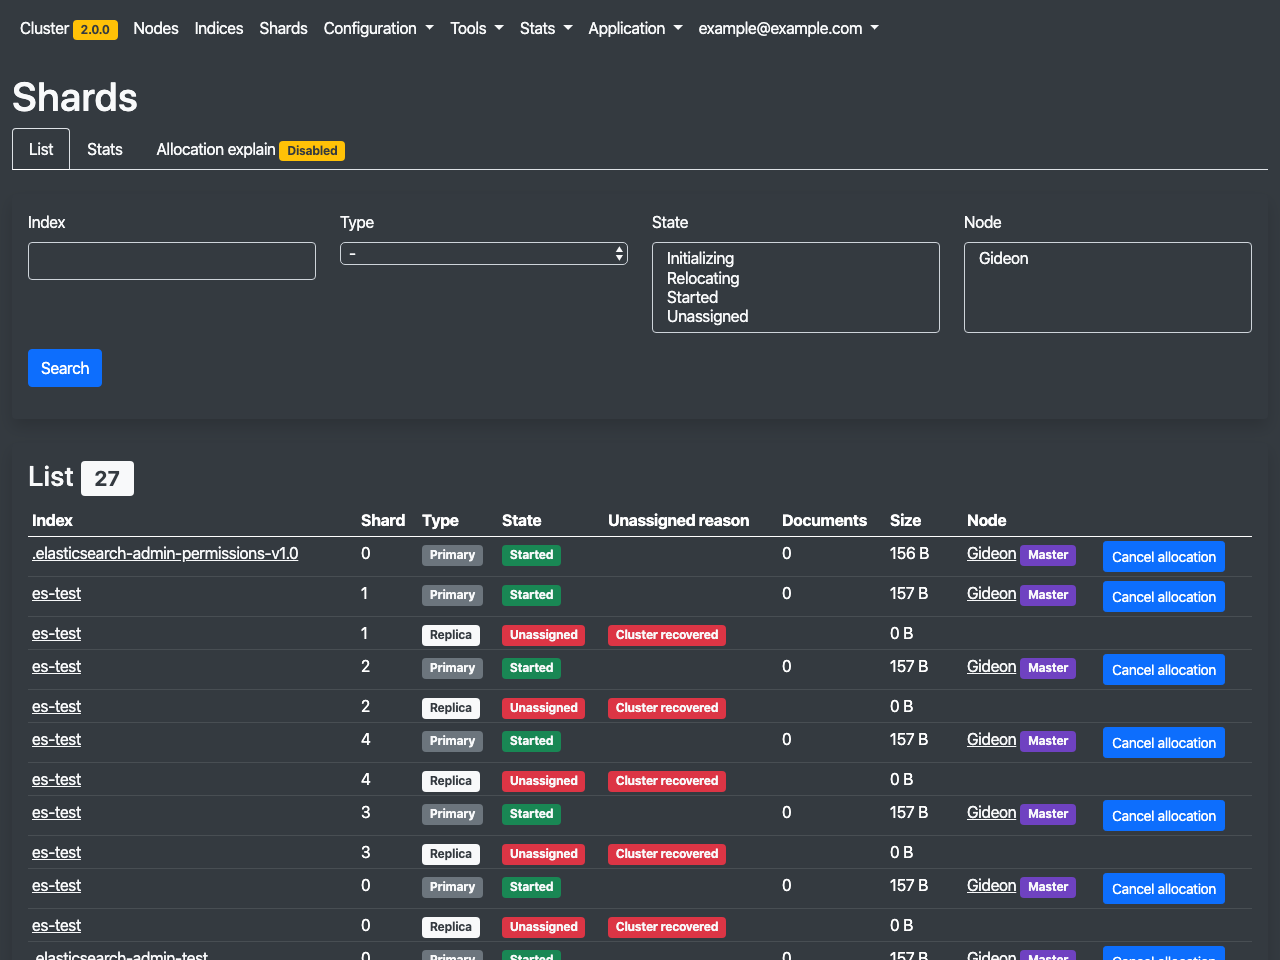 Cluster 2.0.0 Nodes Indices Shards Configuration Tools Stats Application example@example.com
Shards
List Stats Allocation explain Disabled
Index Type State Node
- Initializing Gideon
Relocating
Started
Unassigned
Search
List 27
Index Shard Type State Unassigned reason Documents Size Node
.elasticsearch-admin-permissions-v1.0 0 Primary Started 0 156 B Gideon Master Cancel allocation
es-test 1 Primary Started 0 157 B Gideon Master Cancel allocation
es-test 1 Replica Unassigned Cluster recovered 0 B
es-test 2 Primary Started 0 157 B Gideon Master Cancel allocation
es-test 2 Replica Unassigned Cluster recovered 0 B
es-test 4 Primary Started 0 157 B Gideon Master Cancel allocation
es-test 4 Replica Unassigned Cluster recovered 0 B
es-test 3 Primary Started 0 157 B Gideon Master Cancel allocation
es-test 3 Replica Unassigned Cluster recovered 0 B
es-test 0 Primary Started 0 157 B Gideon Master Cancel allocation
es-test 0 Replica Unassigned Cluster recovered 0 B
.elasticsearch-admin-test 0 Primary Started 0 157 B Gideon Master Cancel allocation